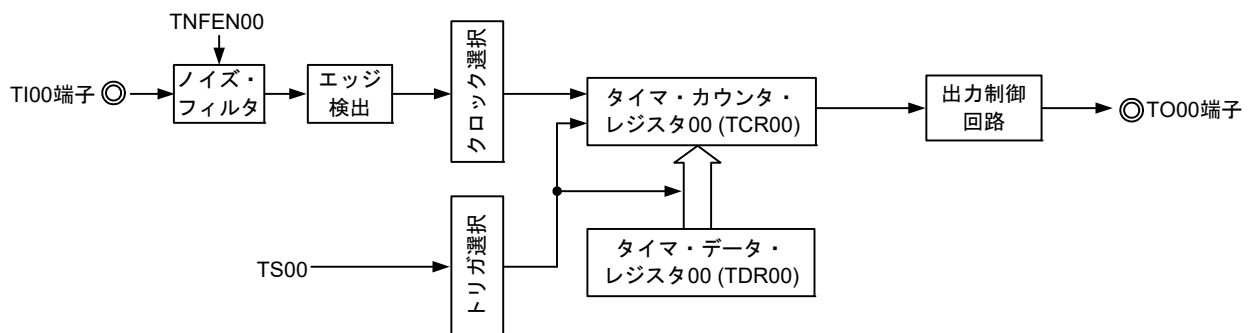 TNFEN00
TI00端子
ノイズ・
フィルタ
エッジ
検出
クロック選択
タイマ・カウンタ・
レジスタ00 (TCR00)
出力制御
回路
TO00端子
TS00
トリガ選択
タイマ・データ・
レジスタ00 (TDR00)